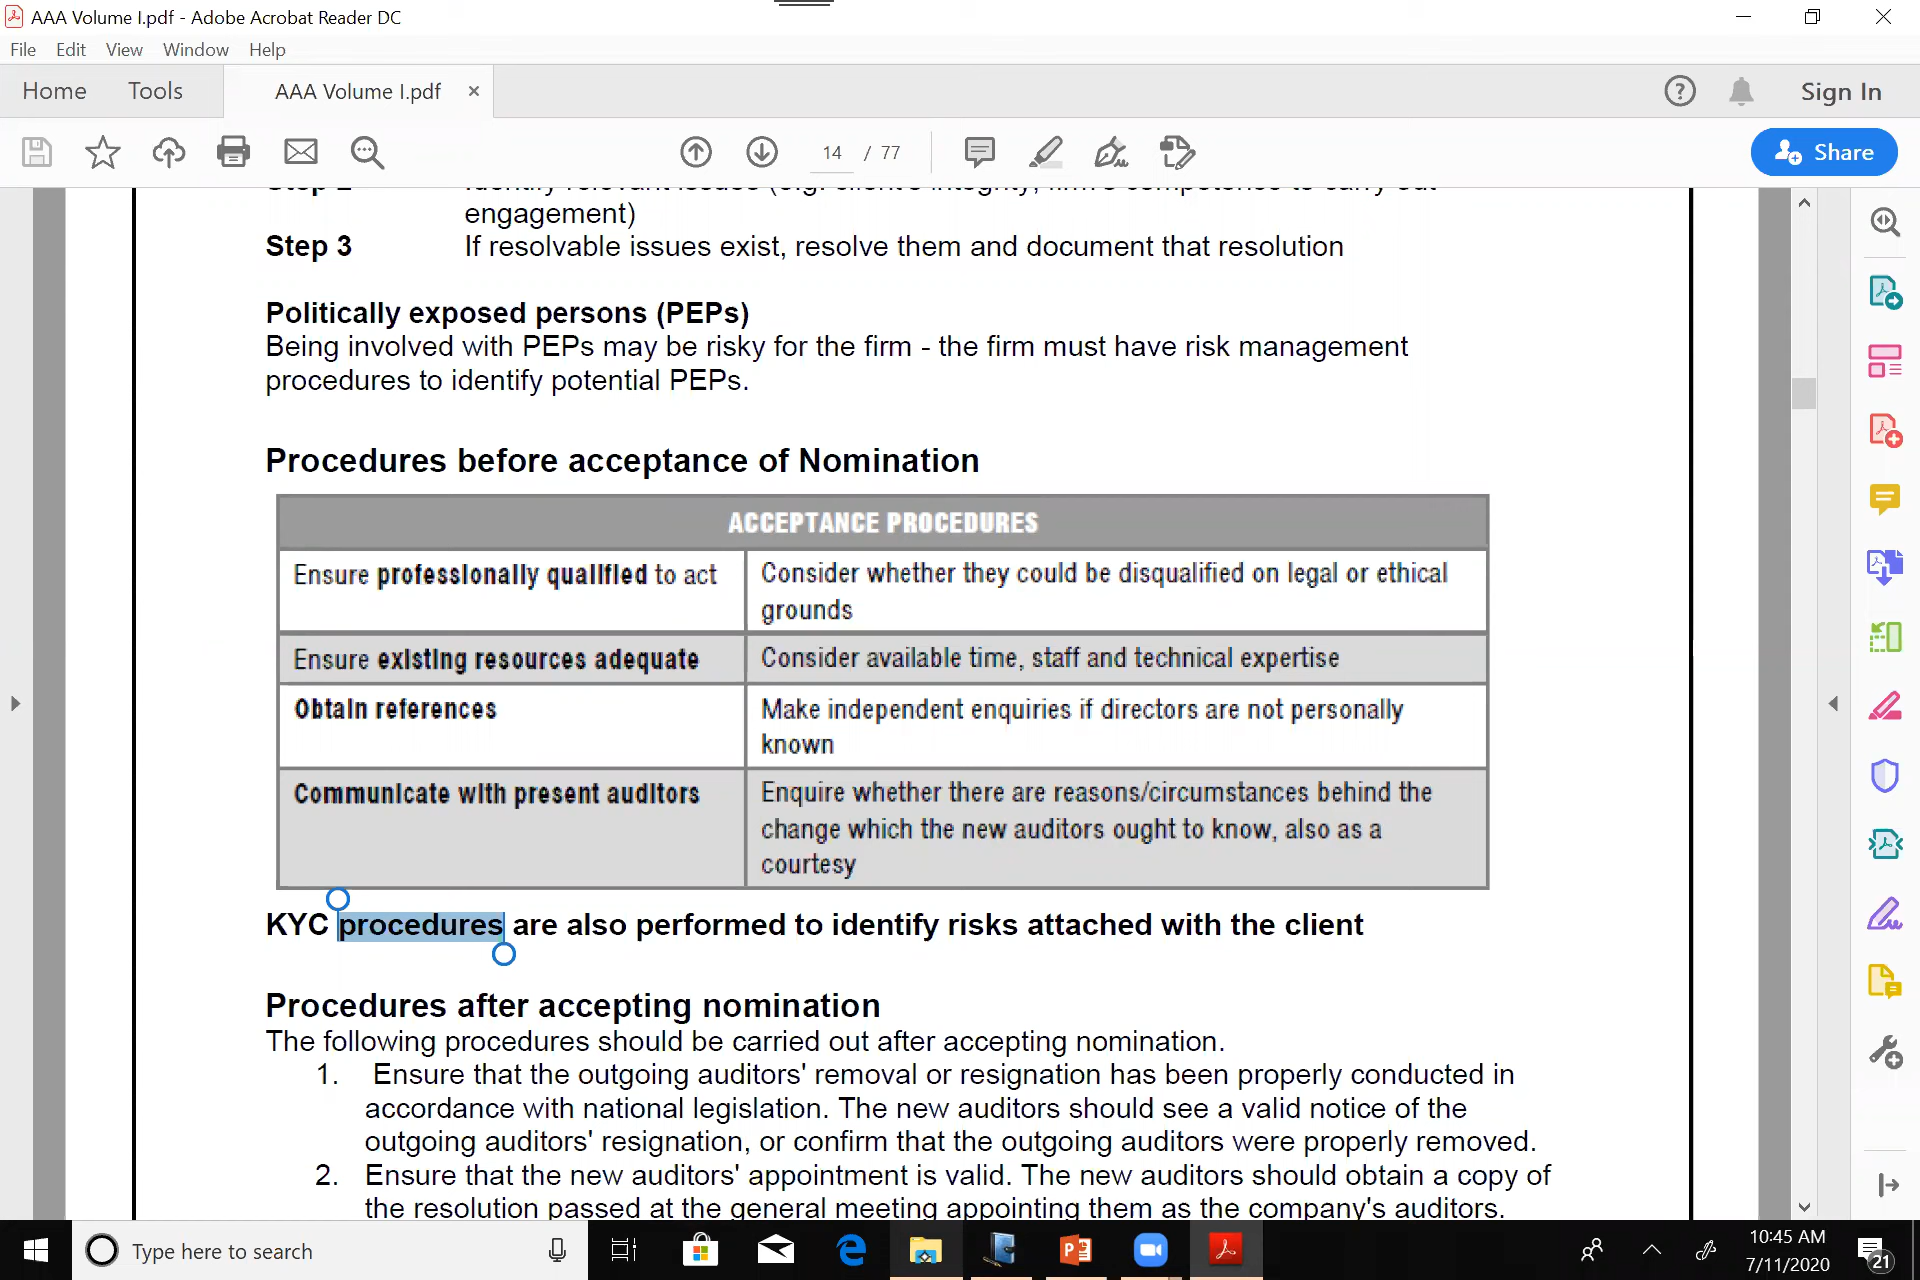 AAA Volume I.pdf - Adobe Acrobat Reader DC
File Edit View Window Help
Home Tools AAA Volume I.pdf × Sign In
14 / 77 Share
Step 2 Identify relevant issues (e.g. client's integrity, firm's competence to carry out
engagement)
Step 3 If resolvable issues exist, resolve them and document that resolution
Politically exposed persons (PEPs)
Being involved with PEPs may be risky for the firm - the firm must have risk management
procedures to identify potential PEPs.
Procedures before acceptance of Nomination
ACCEPTANCE PROCEDURES
Ensure professionally qualified to act
Consider whether they could be disqualified on legal or ethical
grounds
Ensure existing resources adequate
Consider available time, staff and technical expertise
Obtain references
Make independent enquiries if directors are not personally
known
Communicate with present auditors
Enquire whether there are reasons/circumstances behind the
change which the new auditors ought to know, also as a
courtesy
KYC procedures are also performed to identify risks attached with the client
Procedures after accepting nomination
The following procedures should be carried out after accepting nomination.
1. Ensure that the outgoing auditors' removal or resignation has been properly conducted in
accordance with national legislation. The new auditors should see a valid notice of the
outgoing auditors' resignation, or confirm that the outgoing auditors were properly removed.
2. Ensure that the new auditors' appointment is valid. The new auditors should obtain a copy of
the resolution passed at the general meeting appointing them as the company's auditors.
Type here to search
10:45 AM
7/11/2020
21